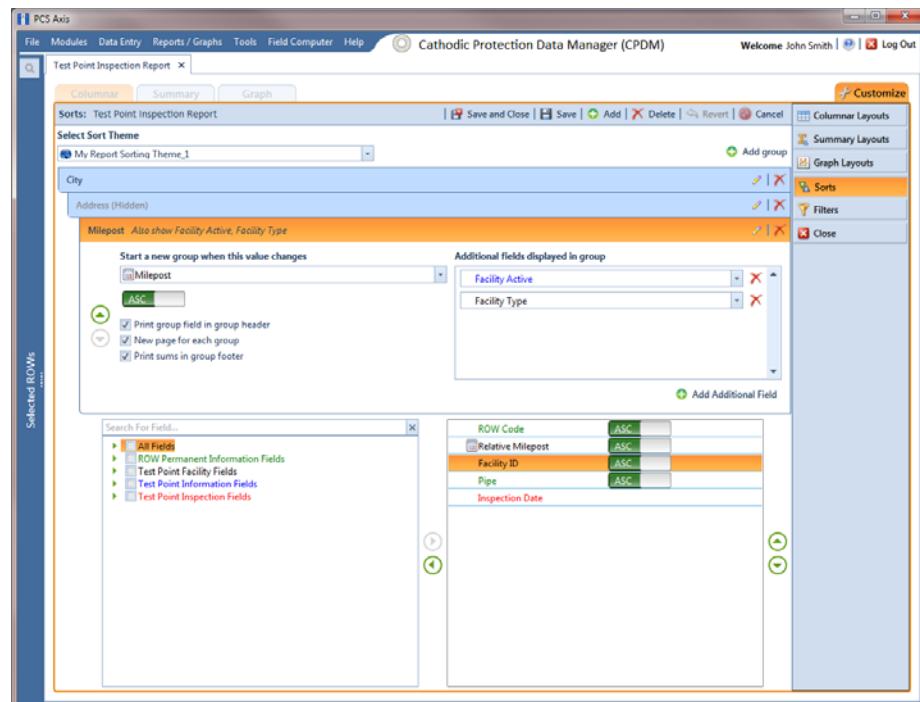 PCS Axis
File Modules Data Entry Reports / Graphs Tools Field Computer Help Cathodic Protection Data Manager (CPDM) Welcome John Smith | | Log Out
Test Point Inspection Report
Columnar Summary Graph Customize
Sorts: Test Point Inspection Report | Save and Close | Save | Add | Delete | Revert | Cancel
Columnar Layouts
Summary Layouts
Graph Layouts
Sorts
Filters
Close
Select Sort Theme
My Report Sorting Theme_1
Add group
City
Address (Hidden)
Milepost Also show Facility Active, Facility Type
Start a new group when this value changes
Milepost
ASC
Print group field in group header
New page for each group
Print sums in group footer
Additional fields displayed in group
Facility Active
Facility Type
Add Additional Field
Selected ROWs
Search For Field...
All Fields
ROW Permanent Information Fields
Test Point Facility Fields
Test Point Information Fields
Test Point Inspection Fields
ROW Code ASC
Relative Milepost ASC
Facility ID ASC
Pipe ASC
Inspection Date